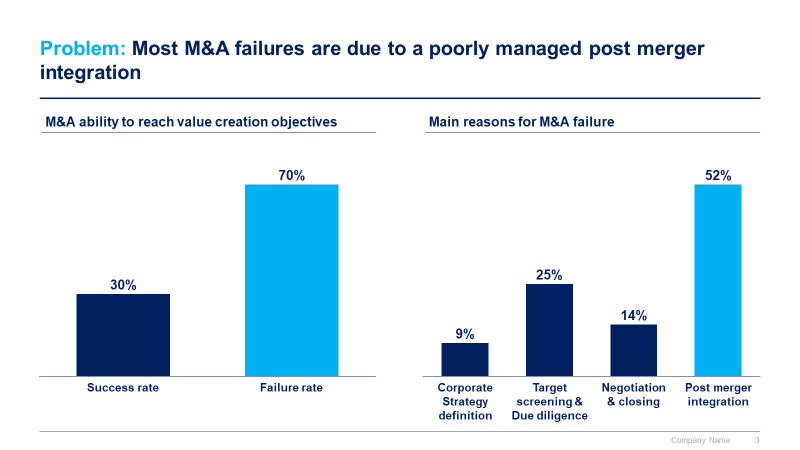 Problem: Most M&A failures are due to a poorly managed post merger
integration
M&A ability to reach value creation objectives
70%
30%
Success rate
Failure rate
Main reasons for M&A failure
52%
25%
14%
9%
Corporate
Strategy
definition
Target
screening &
Due diligence
Negotiation
& closing
Post merger
integration
Company Name
3